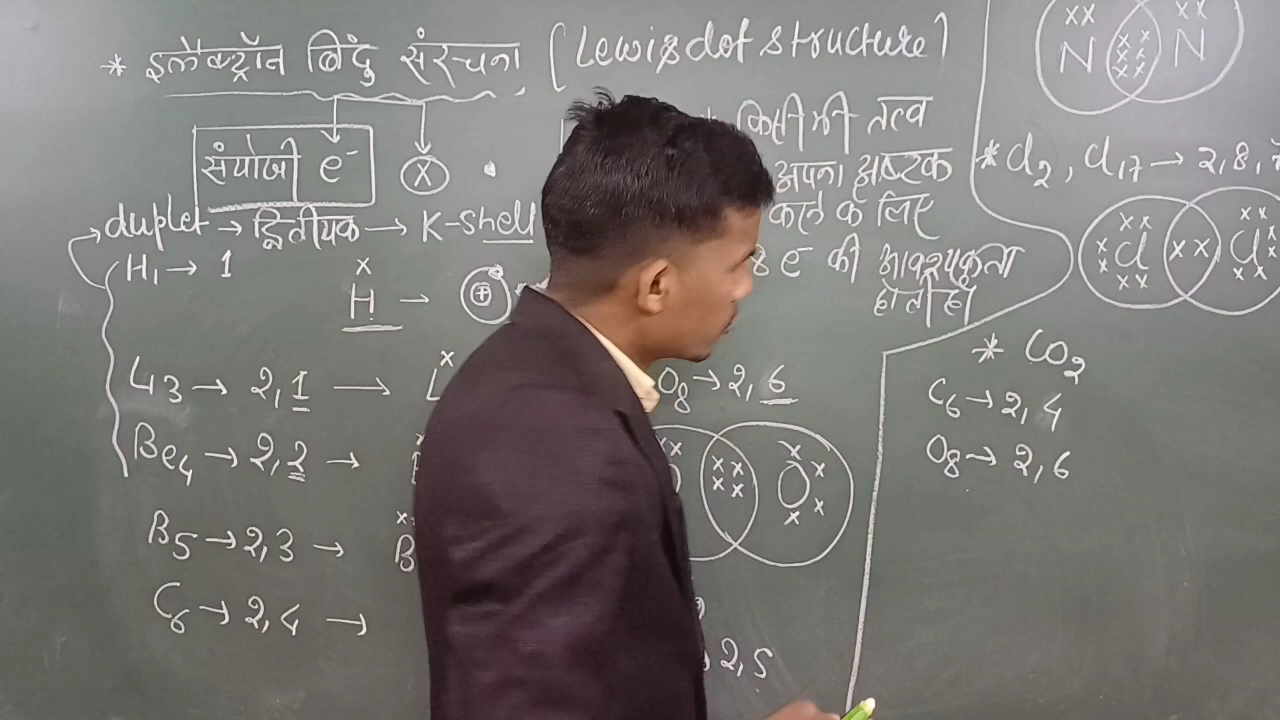 * इलैक्ट्रॉन बिंदु संरचना (Lewis dot structure)
संयोजी e⁻ X •
duplet → द्वितीयक → K-shell
H₁ → 1
H →
Li₃ → 2,1 →
Be₄ → 2,2 →
B₅ → 2,3 → B
C₆ → 2,4 →
किसी भी तत्व
अपना अष्टक
करने के लिए
8 e⁻ की आवश्यकता
होती है।
O₈ → 2,6
O
2,5
N N
* Cl₂, Cl₁₇ → 2,8,
Cl Cl
* CO₂
C₆ → 2,4
O₈ → 2,6